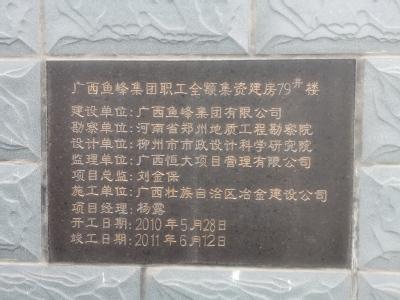 广西鱼峰集团职工全额集资建房79#楼
建设单位:广西鱼峰集团有限公司
勘察单位:河南省郑州地质工程勘察院
设计单位:柳州市市政设计科学研究院
监理单位:广西恒大项目管理有限公司
项目总监:刘金保
施工单位:广西壮族自治区冶金建设公司
项目经理:杨露
开工日期:2010年5月28日
竣工日期:2011年6月12日